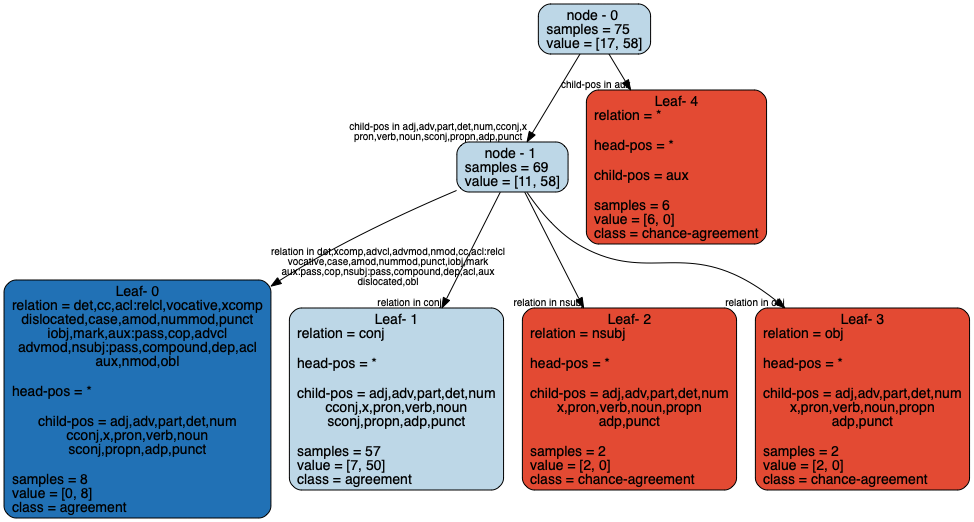 node - 0
samples = 75
value = [17, 58]
child-pos in aux
Leaf- 4
relation = *
head-pos = *
child-pos = aux
samples = 6
value = [6, 0]
class = chance-agreement
child-pos in adj,adv,part,det,num,cconj,x
pron,verb,noun,sconj,propn,adp,punct
node - 1
samples = 69
value = [11, 58]
relation in det,xcomp,advcl,advmod,nmod,cc,acl:relcl
vocative,case,amod,nummod,punct,iobj,mark
aux:pass,cop,nsubj:pass,compound,dep,acl,aux
dislocated,obl
relation in conj
relation in nsubj
relation in obj
Leaf- 0
relation = det,cc,acl:relcl,vocative,xcomp
dislocated,case,amod,nummod,punct
iobj,mark,aux:pass,cop,advcl
advmod,nsubj:pass,compound,dep,acl
aux,nmod,obl
head-pos = *
child-pos = adj,adv,part,det,num
cconj,x,pron,verb,noun
sconj,propn,adp,punct
samples = 8
value = [0, 8]
class = agreement
Leaf- 1
relation = conj
head-pos = *
child-pos = adj,adv,part,det,num
cconj,x,pron,verb,noun
sconj,propn,adp,punct
samples = 57
value = [7, 50]
class = agreement
Leaf- 2
relation = nsubj
head-pos = *
child-pos = adj,adv,part,det,num
x,pron,verb,noun,propn
adp,punct
samples = 2
value = [2, 0]
class = chance-agreement
Leaf- 3
relation = obj
head-pos = *
child-pos = adj,adv,part,det,num
x,pron,verb,noun,propn
adp,punct
samples = 2
value = [2, 0]
class = chance-agreement